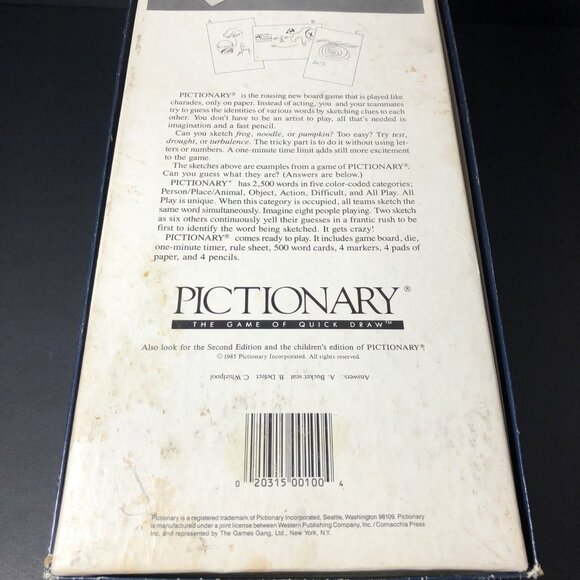 A
B
C
PICTIONARY® is the rousing new board game that is played like
charades, only on paper. Instead of acting, you and your teammates
try to guess the identities of various words by sketching clues to each
other. You don't have to be an artist to play, all that's needed is
imagination and a fast pencil.
Can you sketch frog, noodle, or pumpkin? Too easy? Try test,
drought, or turbulence. The tricky part is to do it without using let-
ters or numbers. A one-minute time limit adds still more excitement
to the game.
The sketches above are examples from a game of PICTIONARY®.
Can you guess what they are? (Answers are below.)
PICTIONARY® has 2,500 words in five color-coded categories;
Person/Place/Animal, Object, Action, Difficult, and All Play. All
Play is unique. When this category is occupied, all teams sketch the
same word simultaneously. Imagine eight people playing. Two sketch
as six others continously yell their guesses in a frantic rush to be
first to identify the word being sketched. It gets crazy!
PICTIONARY® comes ready to play. It includes game board, die,
one-minute timer, rule sheet, 500 word cards, 4 markers, 4 pads of
paper, and 4 pencils.
PICTIONARY®
THE GAME OF QUICK DRAW™
Also look for the Second Edition and the children's edition of PICTIONARY®.
© 1985 Pictionary Incorporated. All rights reserved.
Answers: A. Bucket seat B. Defect C. Whirlpool
0 20315 00100 4
Pictionary is a registered trademark of Pictionary Incorporated, Seattle, Washington 98109. Pictionary
is manufactured under a joint license between Western Publishing Company, Inc./Cornacchia Press
Inc. and represented by The Games Gang, Ltd., New York, N.Y.